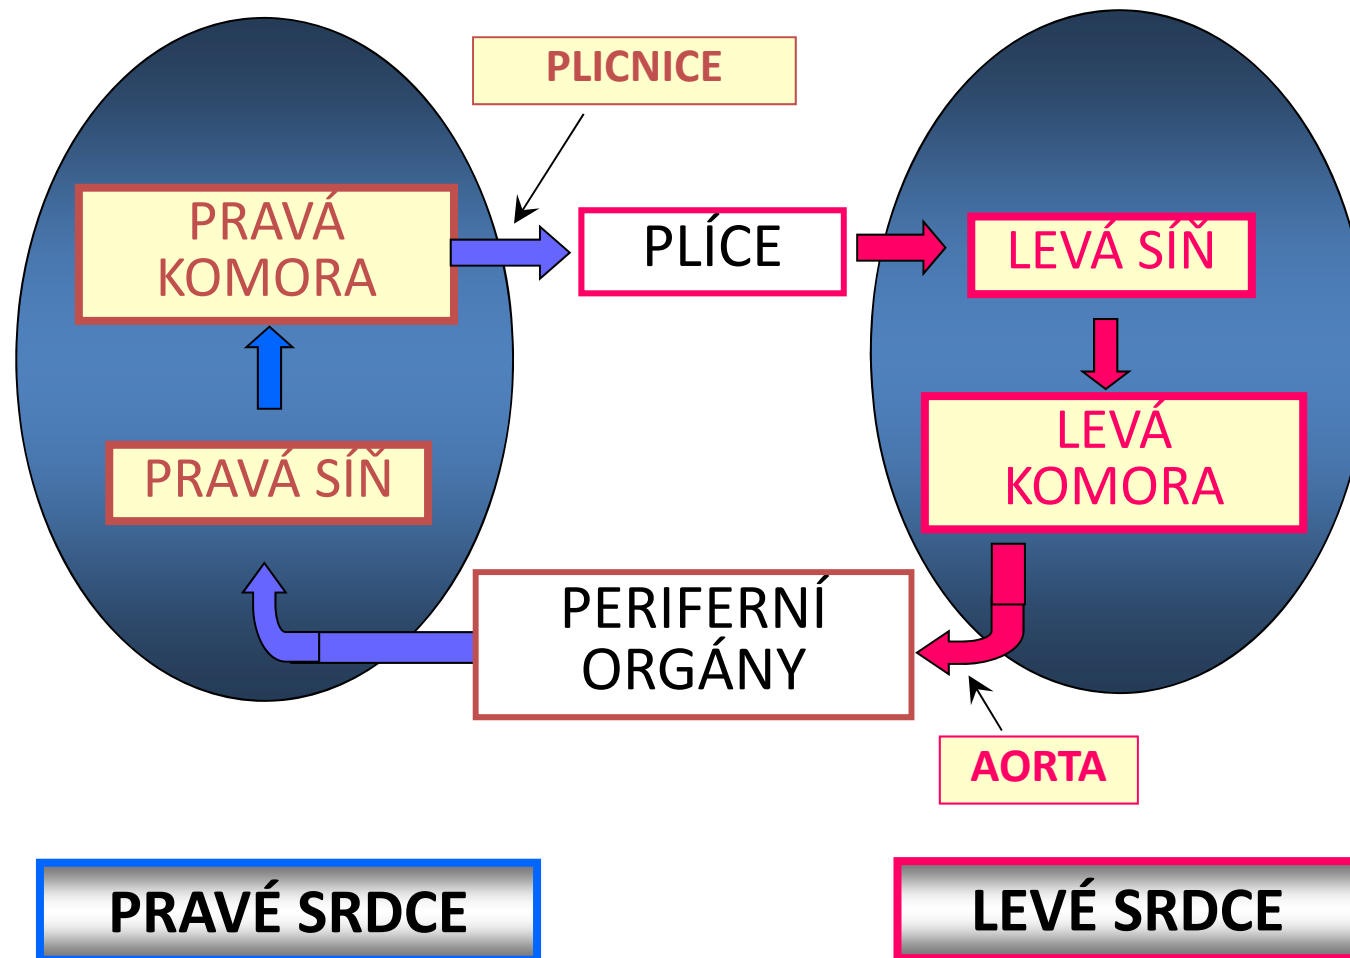 PLICNICE
PRAVÁ
KOMORA
PLÍCE
LEVÁ SÍŇ
LEVÁ
KOMORA
PRAVÁ SÍŇ
PERIFERNÍ
ORGÁNY
AORTA
PRAVÉ SRDCE
LEVÉ SRDCE